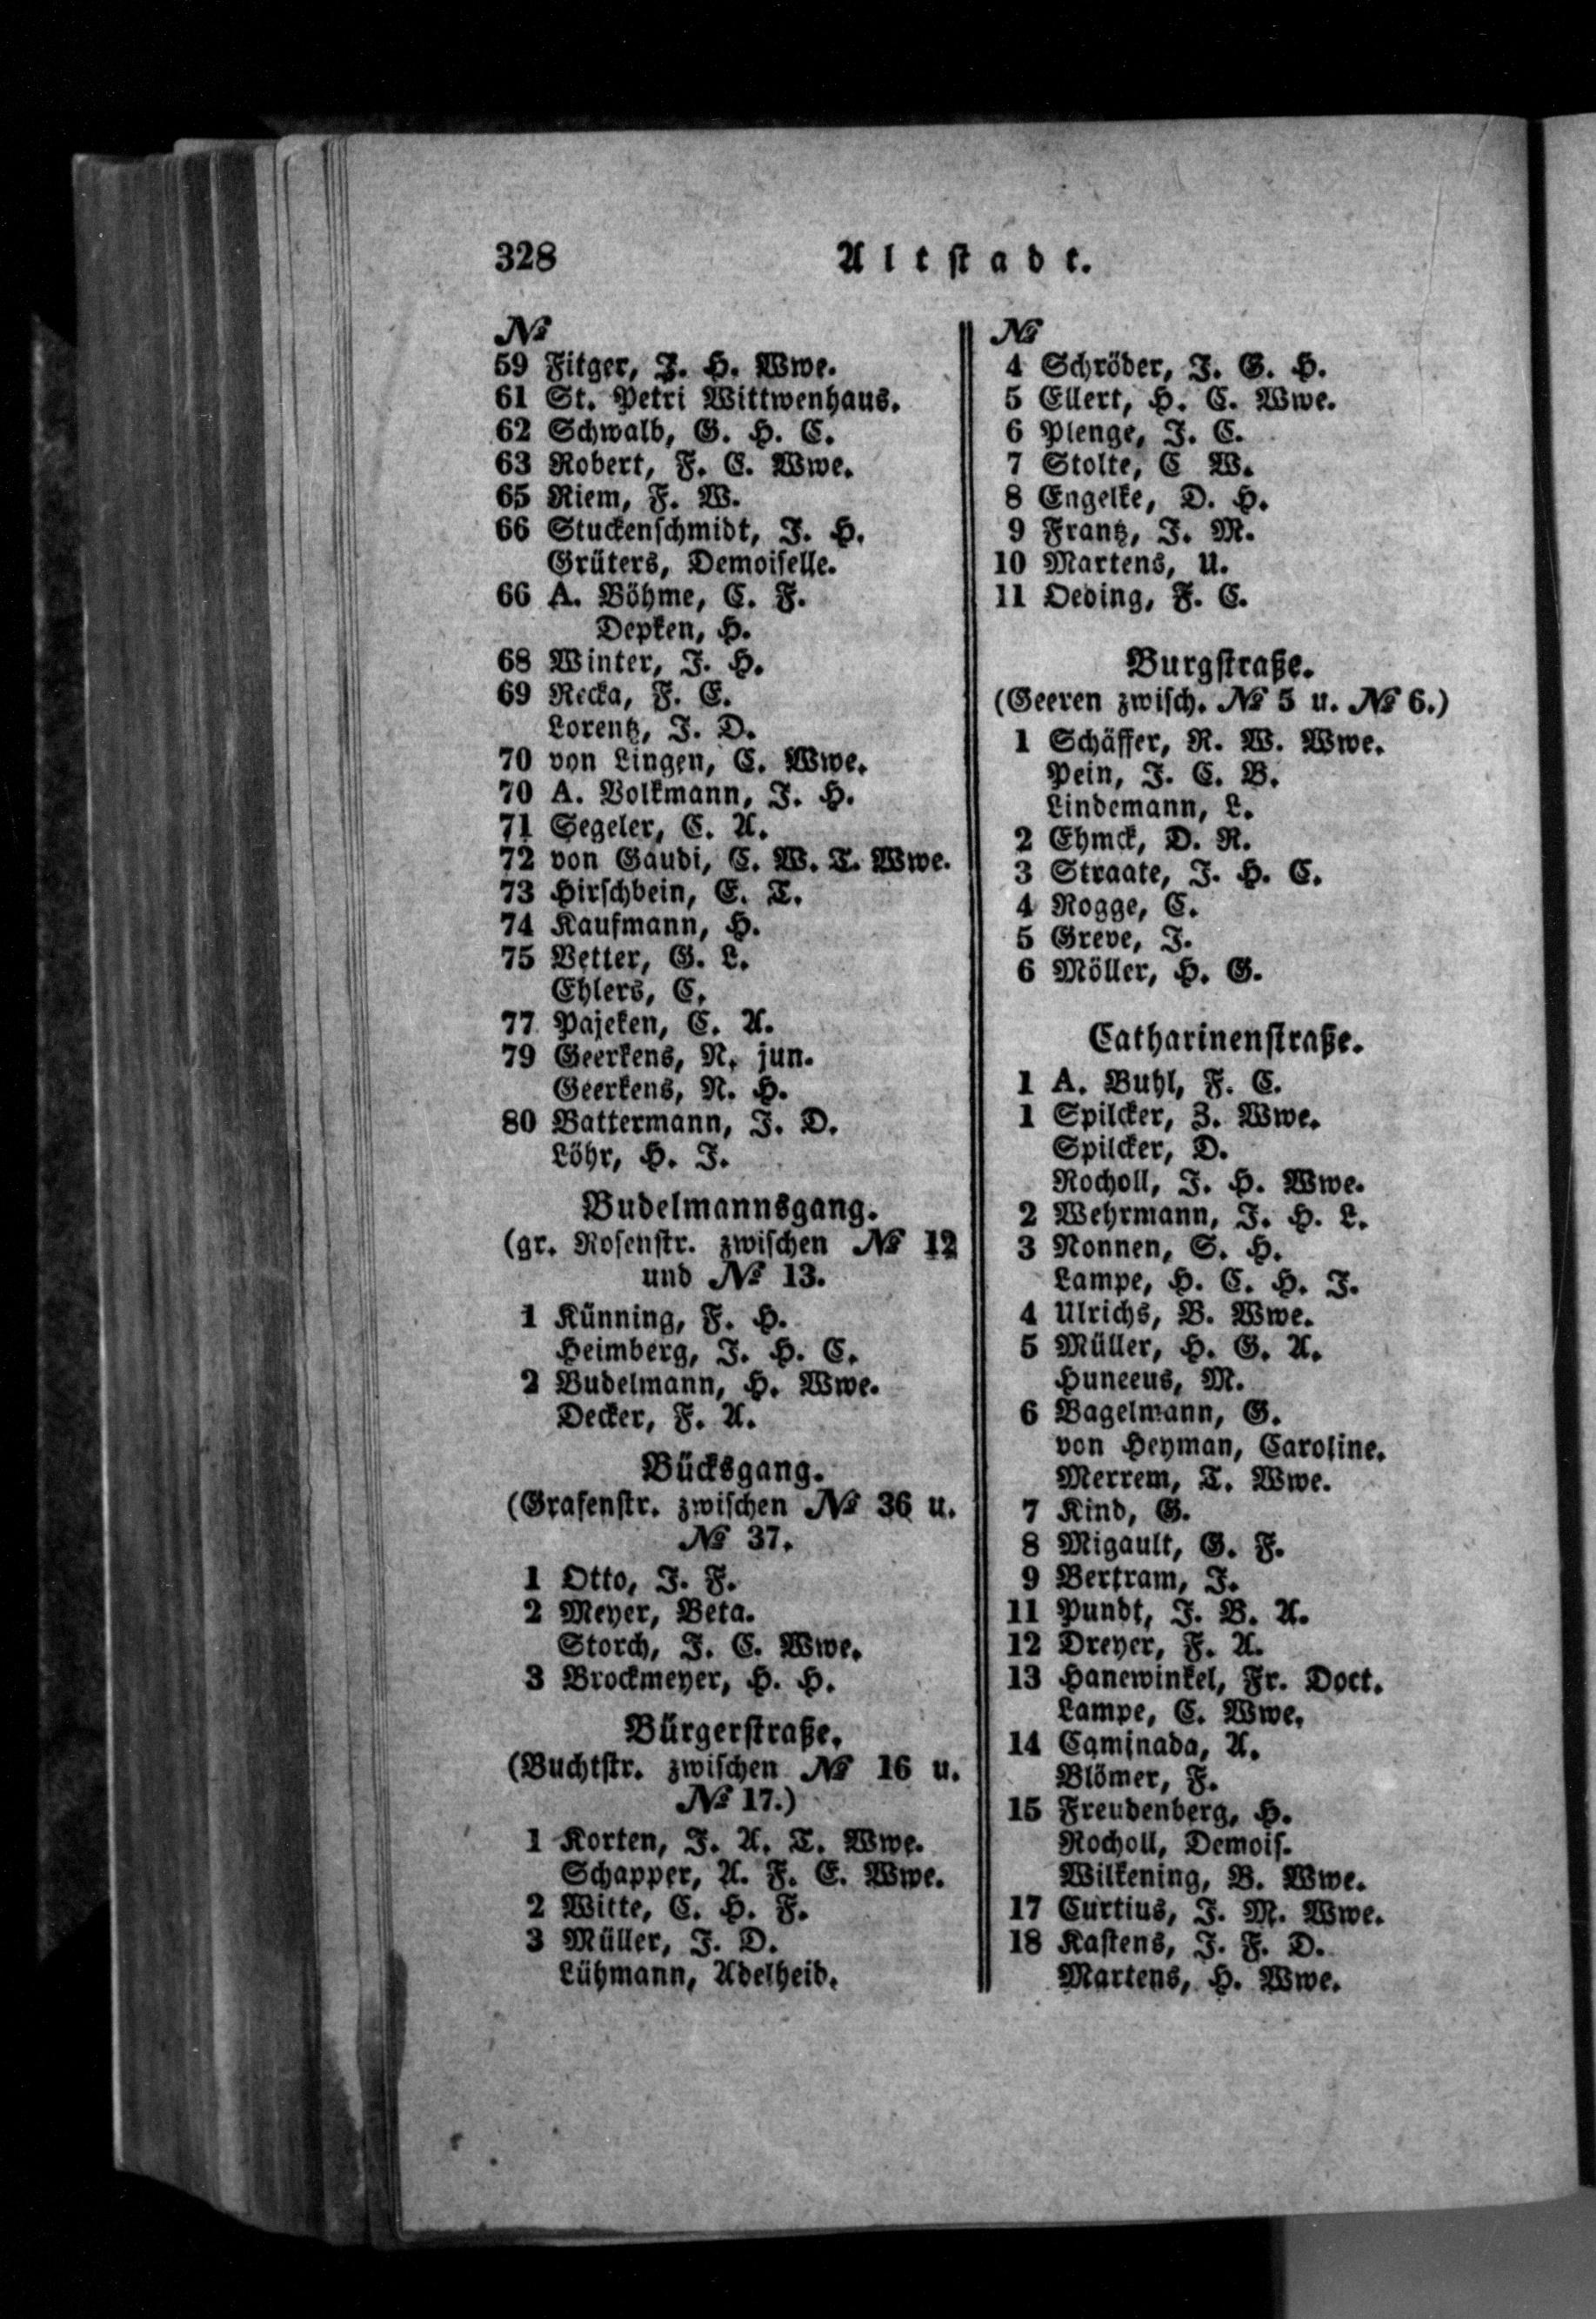 328
Altstadt.
№
59 Fitger, J. H. Wwe.
61 St. Petri Wittwenhaus.
62 Schwalb, G. H. C.
63 Robert, F. C. Wwe.
65 Riem, F. W.
66 Stuckenschmidt, J. H.
Grüters, Demoiselle.
66 A. Böhme, C. F.
Depken, H.
68 Winter, J. H.
69 Recka, F. E.
Lorentz, J. D.
70 von Lingen, C. Wwe.
70 A. Volkmann, J. H.
71 Segeler, C. A.
72 von Gaudi, C. W. T. Wwe.
73 Hirschbein, E. T.
74 Kaufmann, H.
75 Vetter, G. L.
Ehlers, C.
77 Pajeken, C. A.
79 Geerkens, N. jun.
Geerkens, N. H.
80 Battermann, J. D.
Löhr, H. J.
Budelmannsgang.
(gr. Rosenstr. zwischen № 12
und № 13.
1 Künning, F. H.
Heimberg, J. H. C.
2 Budelmann, H. Wwe.
Decker, F. A.
Bücksgang.
(Grafenstr. zwischen № 36 u.
№ 37.
1 Otto, J. F.
2 Meyer, Beta.
Storch, J. C. Wwe.
3 Brockmeyer, H. H.
Bürgerstraße.
(Buchtstr. zwischen № 16 u.
№ 17.)
1 Korten, J. A. T. Wwe.
Schapper, A. F. E. Wwe.
2 Witte, C. H. F.
3 Müller, J. D.
Lühmann, Adelheid.
№
4 Schröder, J. G. H.
5 Ellert, H. C. Wwe.
6 Plenge, J. C.
7 Stolte, C W.
8 Engelke, D. H.
9 Frantz, J. M.
10 Martens, U.
11 Oeding, F. C.
Burgstraße.
(Geeren zwisch. № 5 u. № 6.)
1 Schäffer, R. W. Wwe.
Pein, J. C. B.
Lindemann, L.
2 Ehmck, D. R.
3 Straate, J. H. C.
4 Rogge, C.
5 Greve, J.
6 Möller, H. G.
Catharinenstraße.
1 A. Buhl, F. C.
1 Spilcker, Z. Wwe.
Spilcker, D.
Rocholl, J. H. Wwe.
2 Wehrmann, J. H. L.
3 Nonnen, S. H.
Lampe, H. C. H. J.
4 Ulrichs, B. Wwe.
5 Müller, H. G. A.
Huneeus, M.
6 Bagelmann, G.
von Heyman, Caroline.
Merrem, T. Wwe.
7 Kind, G.
8 Migault, G. F.
9 Bertram, J.
11 Pundt, J. B. A.
12 Dreyer, F. A.
13 Hanewinkel, Fr. Doct.
Lampe, C. Wwe.
14 Caminada, A.
Blömer, F.
15 Freudenberg, H.
Rocholl, Demois.
Wilkening, B. Wwe.
17 Curtius, J. M. Wwe.
18 Kastens, J. F. D.
Martens, H. Wwe.